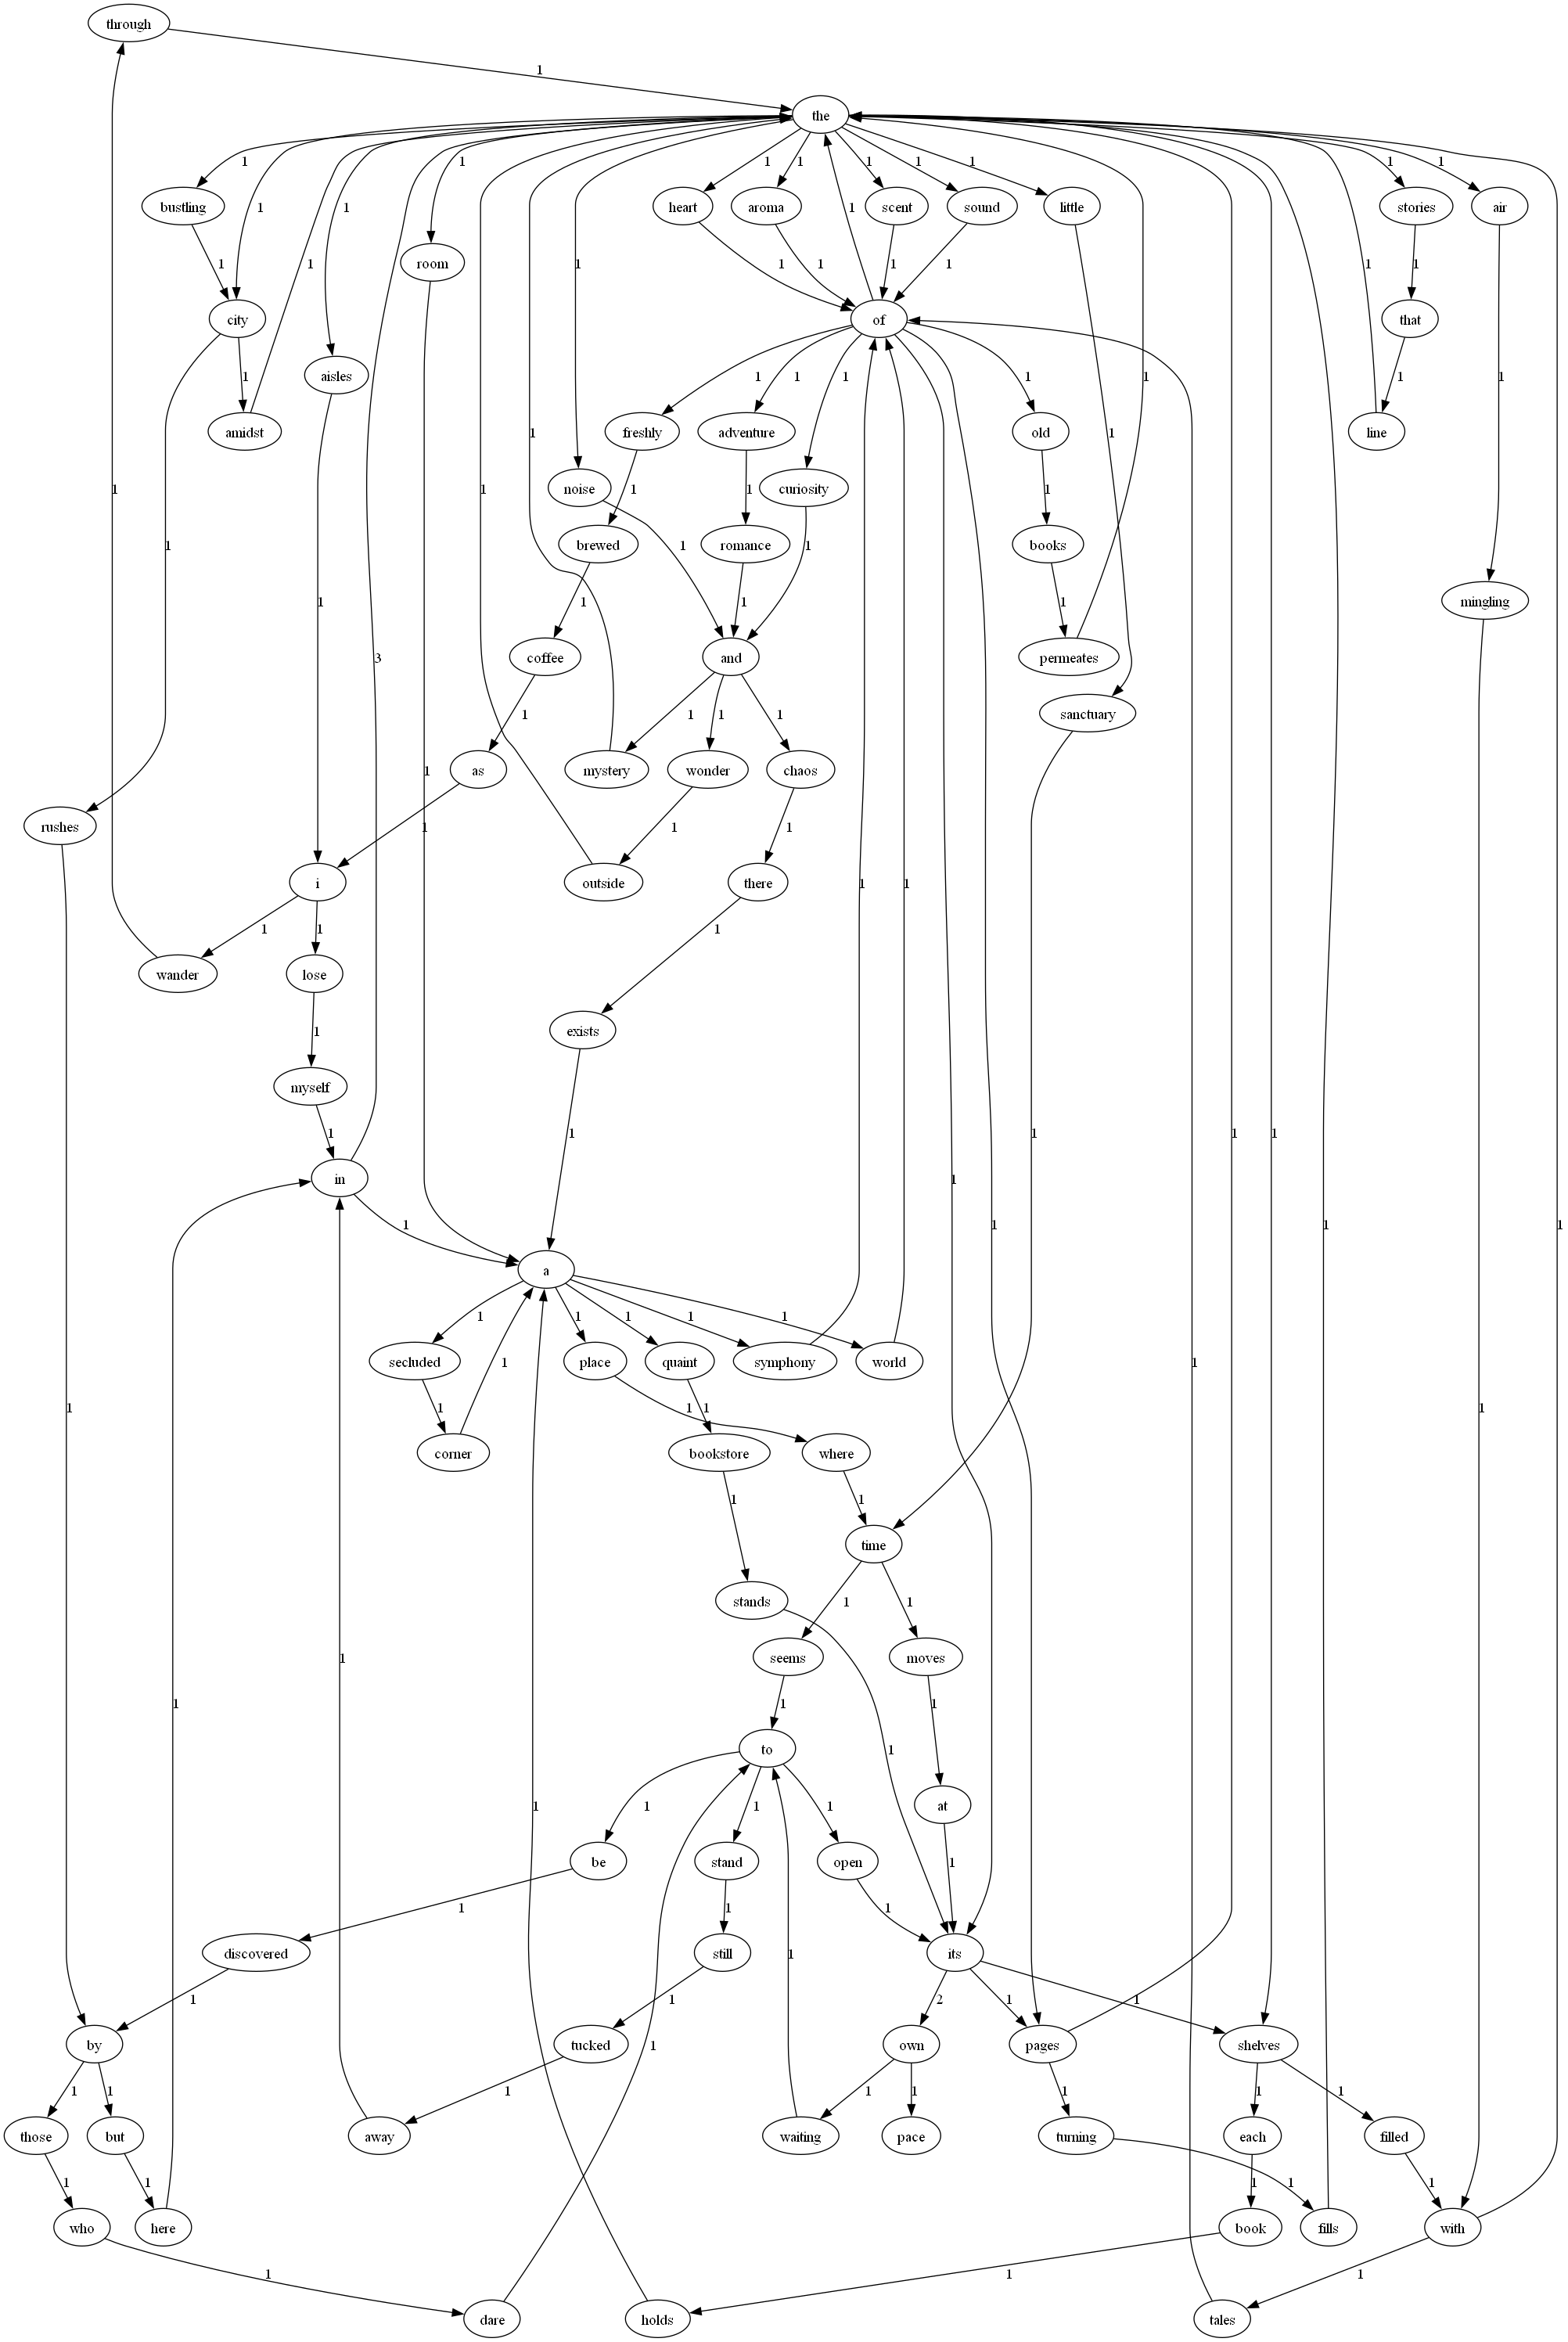 through
1
the
1 1 1 1 1 1 1 1 1 1 1
bustling heart aroma scent sound little stories air
1 1 1 1 1 1 1 1 1
room
city of that
1 1 1 1 1 1 1 1 1 1
aisles
amidst freshly adventure old line
1 1 1 1 1 1 1
noise curiosity
1 1 1
brewed romance books
1 1 1 1 1 1 1
mingling
3
coffee and permeates
1 1 1 1
sanctuary
as mystery wonder chaos
1 1 1 1
rushes
i outside there
1 1 1 1 1
wander lose
1
exists
myself
1 1 1
in
1 1 1 1 1
a
1 1 1 1 1
secluded place quaint symphony world
1 1 1 1 1
corner bookstore where
1 1
time
1 1
stands
seems moves
1 1 1
to
1
at
1 1 1 1
be stand open
1 1 1
discovered still its
1 1 2 1 1
by tucked own pages shelves
1 1 1 1 1 1 1 1 1
those but away waiting pace turning each filled
1 1 1 1 1
who here book fills with
1 1 1
dare holds tales